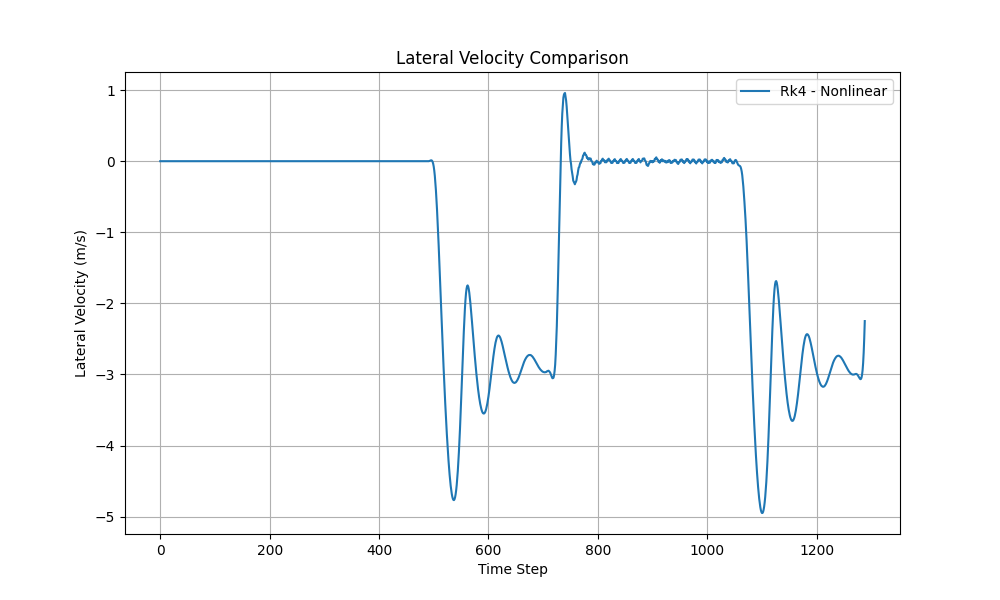 Lateral Velocity Comparison
Rk4 - Nonlinear
Lateral Velocity (m/s)
1
0
−1
−2
−3
−4
−5
0 200 400 600 800 1000 1200
Time Step